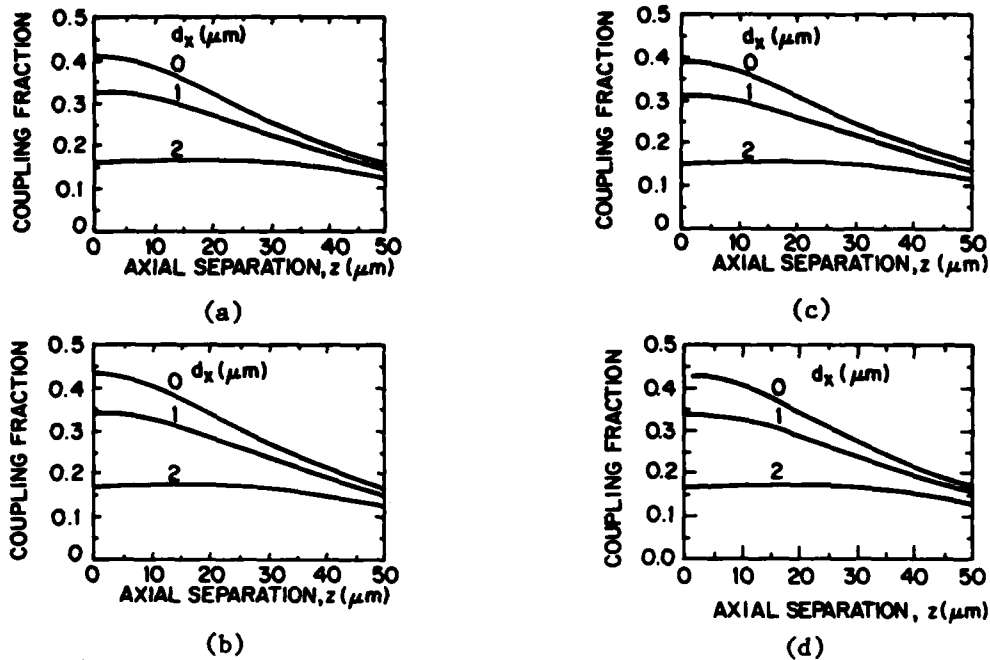 COUPLING FRACTION
0.5
0.4
0.3
0.2
0.1
0
dₓ (μm)
0
1
2
0 10 20 30 40 50
AXIAL SEPARATION, z (μm)
(a)
COUPLING FRACTION
0.5
0.4
0.3
0.2
0.1
0
dₓ (μm)
0
1
2
0 10 20 30 40 50
AXIAL SEPARATION, z (μm)
(b)
COUPLING FRACTION
0.5
0.4
0.3
0.2
0.1
0
dₓ (μm)
0
1
2
0 10 20 30 40 50
AXIAL SEPARATION, z (μm)
(c)
COUPLING FRACTION
0.5
0.4
0.3
0.2
0.1
0.0
dₓ (μm)
0
1
2
0 10 20 30 40 50
AXIAL SEPARATION, z (μm)
(d)